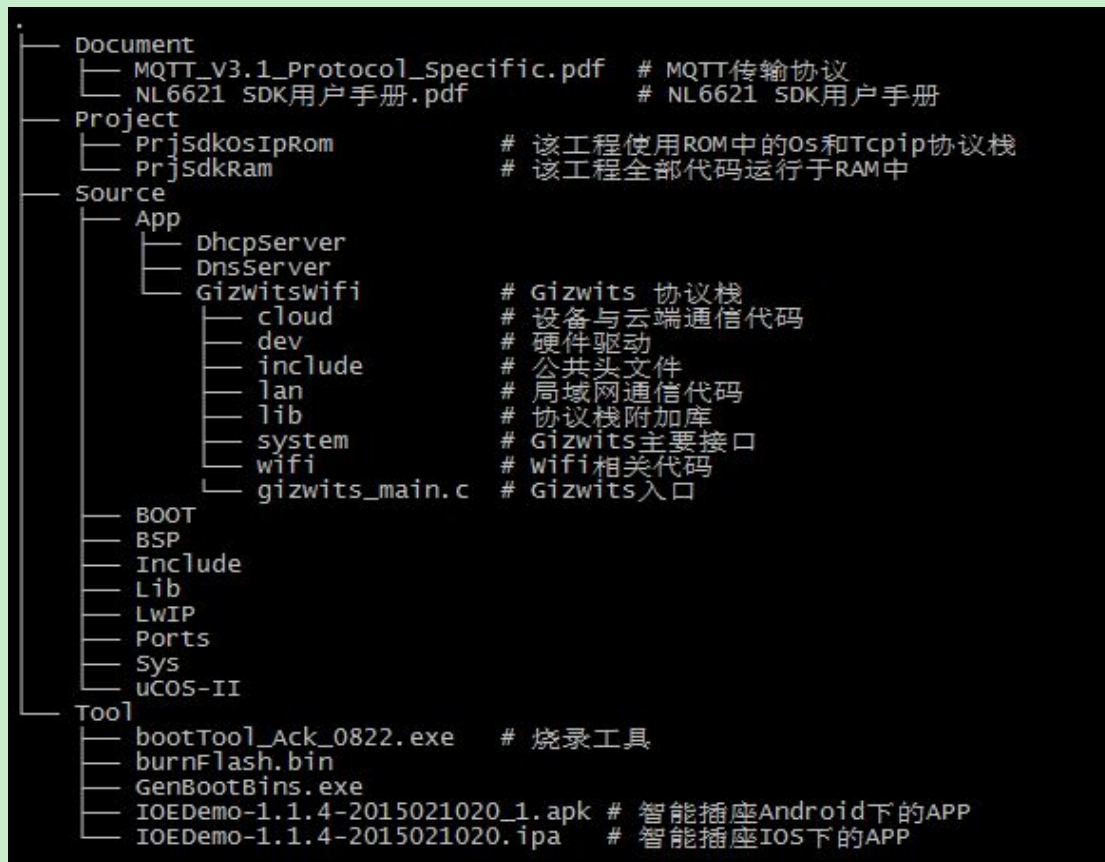 .
├── Document
│   ├── MQTT_V3.1_Protocol_Specific.pdf  # MQTT传输协议
│   └── NL6621 SDK用户手册.pdf           # NL6621 SDK用户手册
├── Project
│   ├── PrjSdkOsIpRom           # 该工程使用ROM中的Os和Tcpip协议栈
│   └── PrjSdkRam               # 该工程全部代码运行于RAM中
├── Source
│   ├── App
│   │   ├── DhcpServer
│   │   ├── DnsServer
│   │   └── GizWitsWifi         # Gizwits 协议栈
│   │       ├── cloud           # 设备与云端通信代码
│   │       ├── dev             # 硬件驱动
│   │       ├── include         # 公共头文件
│   │       ├── lan             # 局域网通信代码
│   │       ├── lib             # 协议栈附加库
│   │       ├── system          # Gizwits主要接口
│   │       └── wifi            # Wifi相关代码
│   │       └── gizwits_main.c  # Gizwits入口
│   ├── BOOT
│   ├── BSP
│   ├── Include
│   ├── Lib
│   ├── LwIP
│   ├── Ports
│   ├── Sys
│   └── uCOS-II
└── Tool
    ├── bootTool_Ack_0822.exe   # 烧录工具
    ├── burnFlash.bin
    ├── GenBootBins.exe
    ├── IOEDemo-1.1.4-2015021020_1.apk # 智能插座Android下的APP
    └── IOEDemo-1.1.4-2015021020.ipa   # 智能插座IOS下的APP